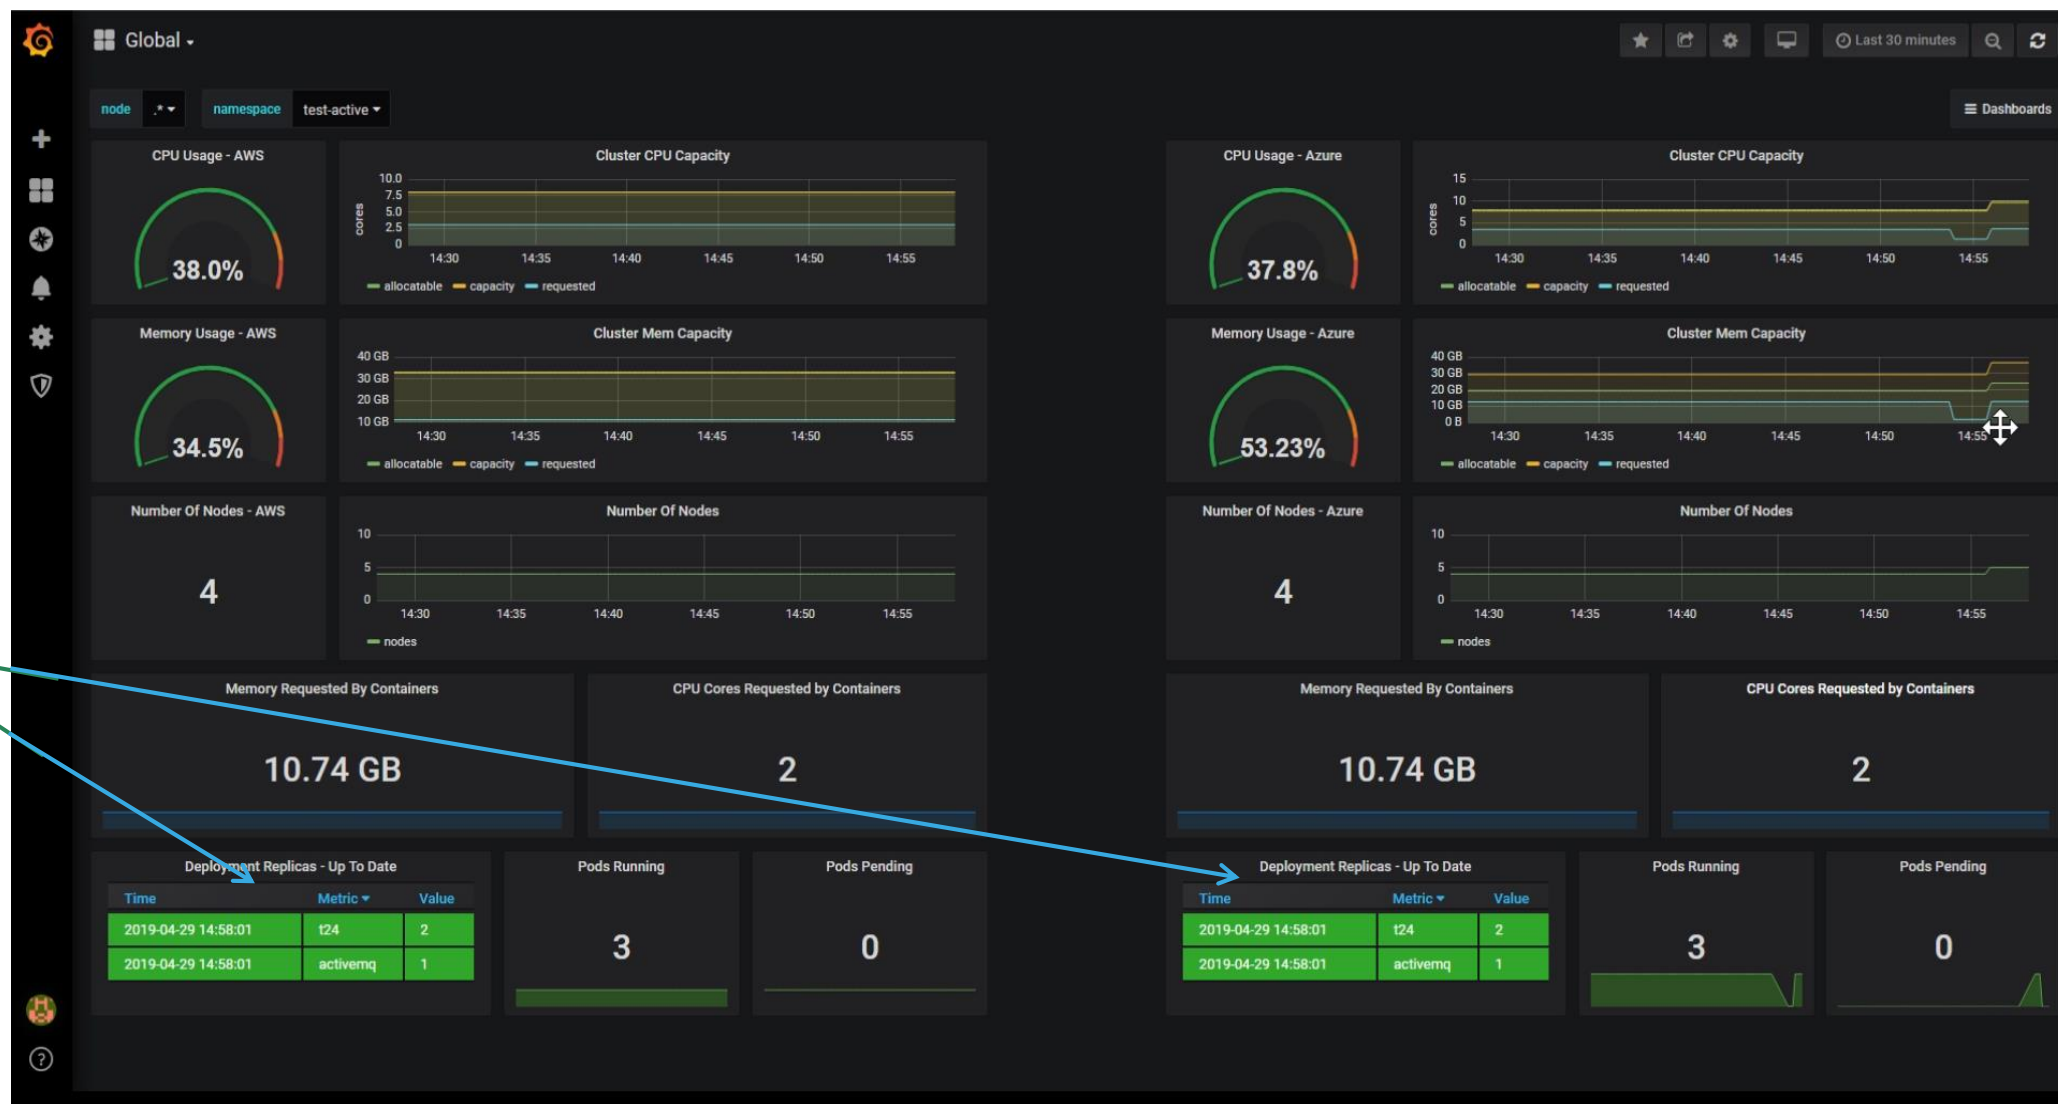 Global
Last 30 minutes
node .* namespace test-active
Dashboards
CPU Usage - AWS
38.0%
Cluster CPU Capacity
cores
10.0
7.5
5.0
2.5
0
14:30 14:35 14:40 14:45 14:50 14:55
allocatable capacity requested
CPU Usage - Azure
37.8%
Cluster CPU Capacity
cores
15
10
5
0
14:30 14:35 14:40 14:45 14:50 14:55
allocatable capacity requested
Memory Usage - AWS
34.5%
Cluster Mem Capacity
40 GB
30 GB
20 GB
10 GB
14:30 14:35 14:40 14:45 14:50 14:55
allocatable capacity requested
Memory Usage - Azure
53.23%
Cluster Mem Capacity
40 GB
30 GB
20 GB
10 GB
0 B
14:30 14:35 14:40 14:45 14:50 14:55
allocatable capacity requested
Number Of Nodes - AWS
4
Number Of Nodes
10
5
0
14:30 14:35 14:40 14:45 14:50 14:55
nodes
Number Of Nodes - Azure
4
Number Of Nodes
10
5
0
14:30 14:35 14:40 14:45 14:50 14:55
nodes
Memory Requested By Containers
10.74 GB
CPU Cores Requested by Containers
2
Memory Requested By Containers
10.74 GB
CPU Cores Requested by Containers
2
Deployment Replicas - Up To Date
Time Metric Value
2019-04-29 14:58:01 t24 2
2019-04-29 14:58:01 activemq 1
Pods Running
3
Pods Pending
0
Deployment Replicas - Up To Date
Time Metric Value
2019-04-29 14:58:01 t24 2
2019-04-29 14:58:01 activemq 1
Pods Running
3
Pods Pending
0